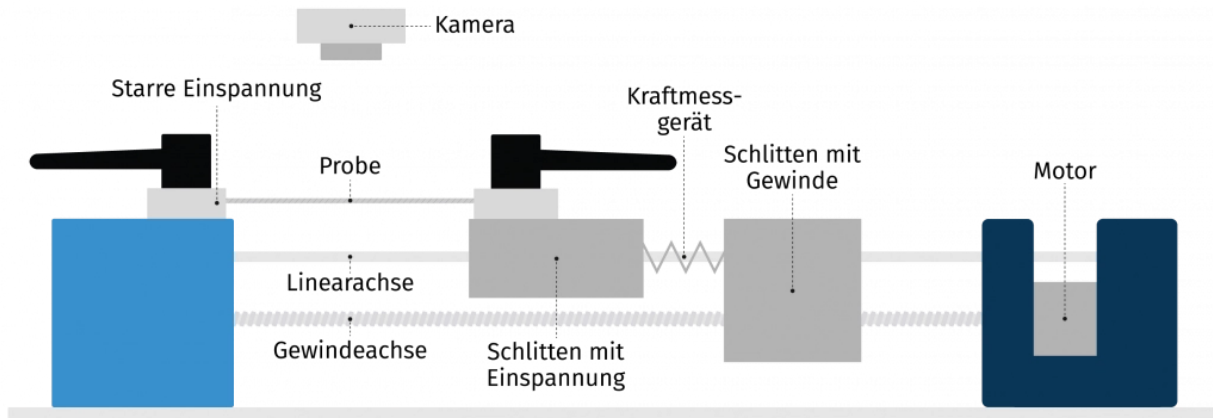 Kamera
Starre Einspannung
Kraftmess-
gerät
Probe
Schlitten mit
Gewinde
Motor
Linearachse
Gewindeachse
Schlitten mit
Einspannung